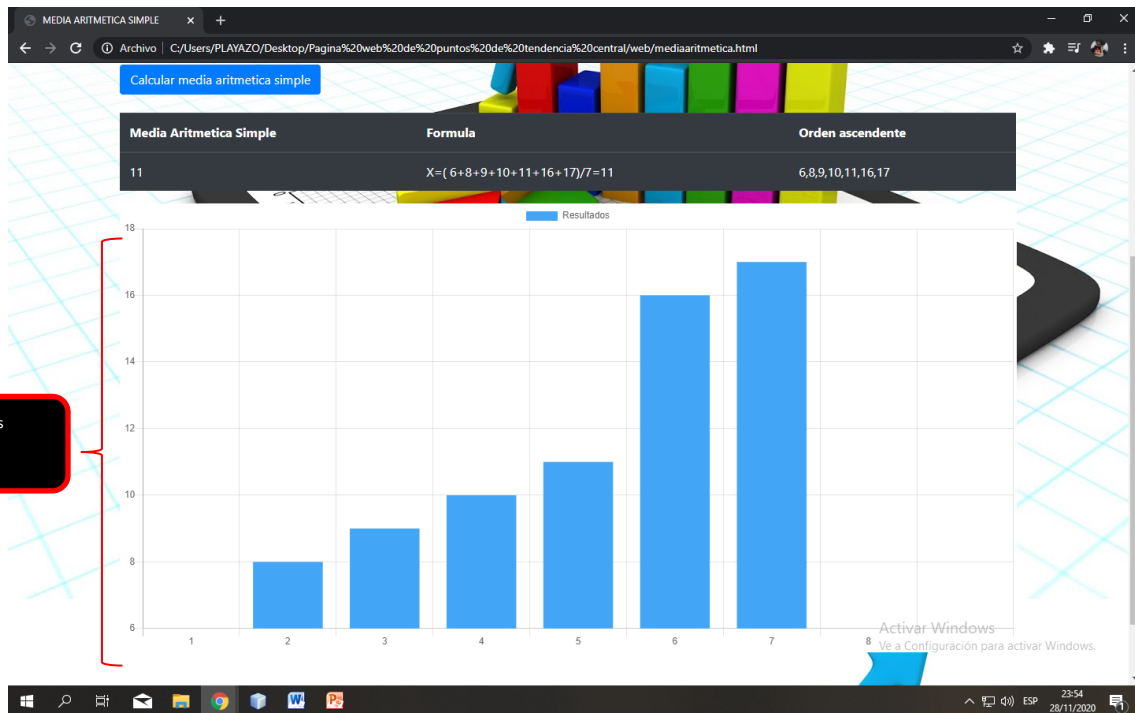 MEDIA ARITMETICA SIMPLE
Archivo | C:/Users/PLAYAZO/Desktop/Pagina%20web%20de%20puntos%20de%20tendencia%20central/web/mediaaritmetica.html
Calcular media aritmetica simple
Media Aritmetica Simple Formula Orden ascendente
11 X=( 6+8+9+10+11+16+17)/7=11 6,8,9,10,11,16,17
Resultados
18
16
14
12
10
8
6
1 2 3 4 5 6 7 8
s
Activar Windows
Ve a Configuración para activar Windows.
ESP
23:54
28/11/2020